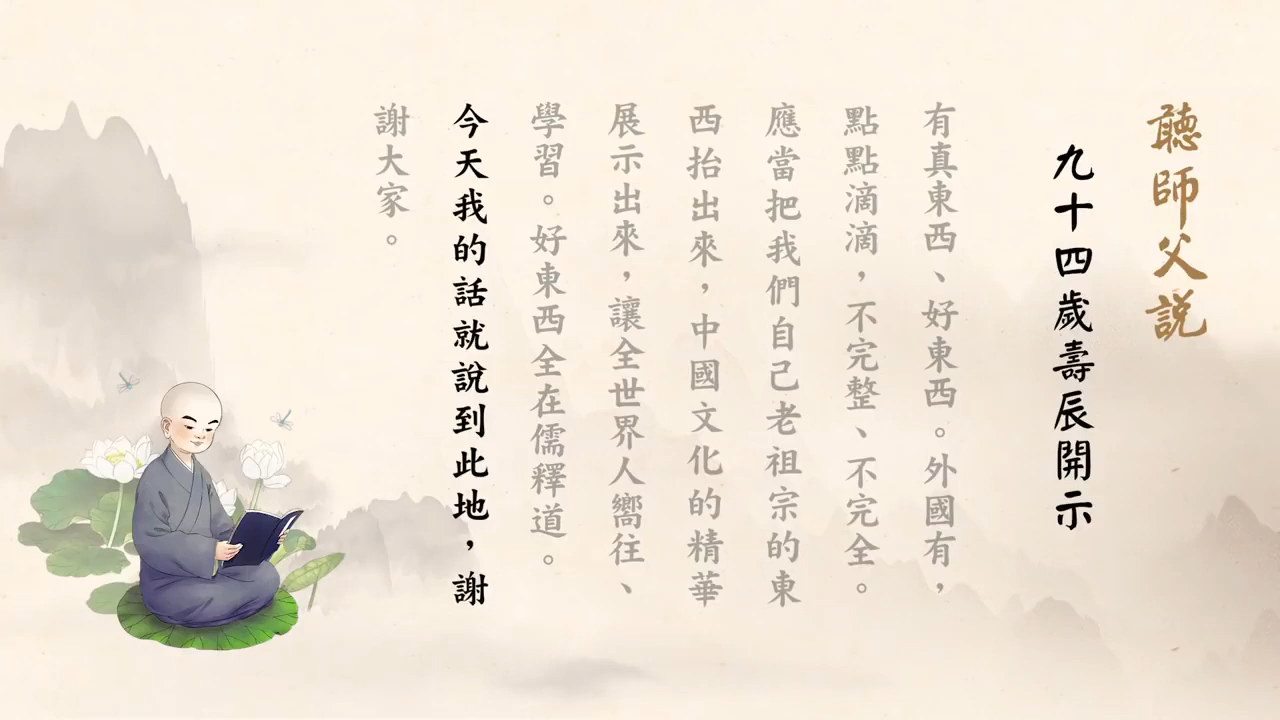 聽師父説
九十四歲壽辰開示
有真東西、好東西。外國有，
點點滴滴，不完整、不完全。
應當把我們自己老祖宗的東
西抬出來，中國文化的精華
展示出來，讓全世界人嚮往、
學習。好東西全在儒釋道。
今天我的話就說到此地，謝
謝大家。